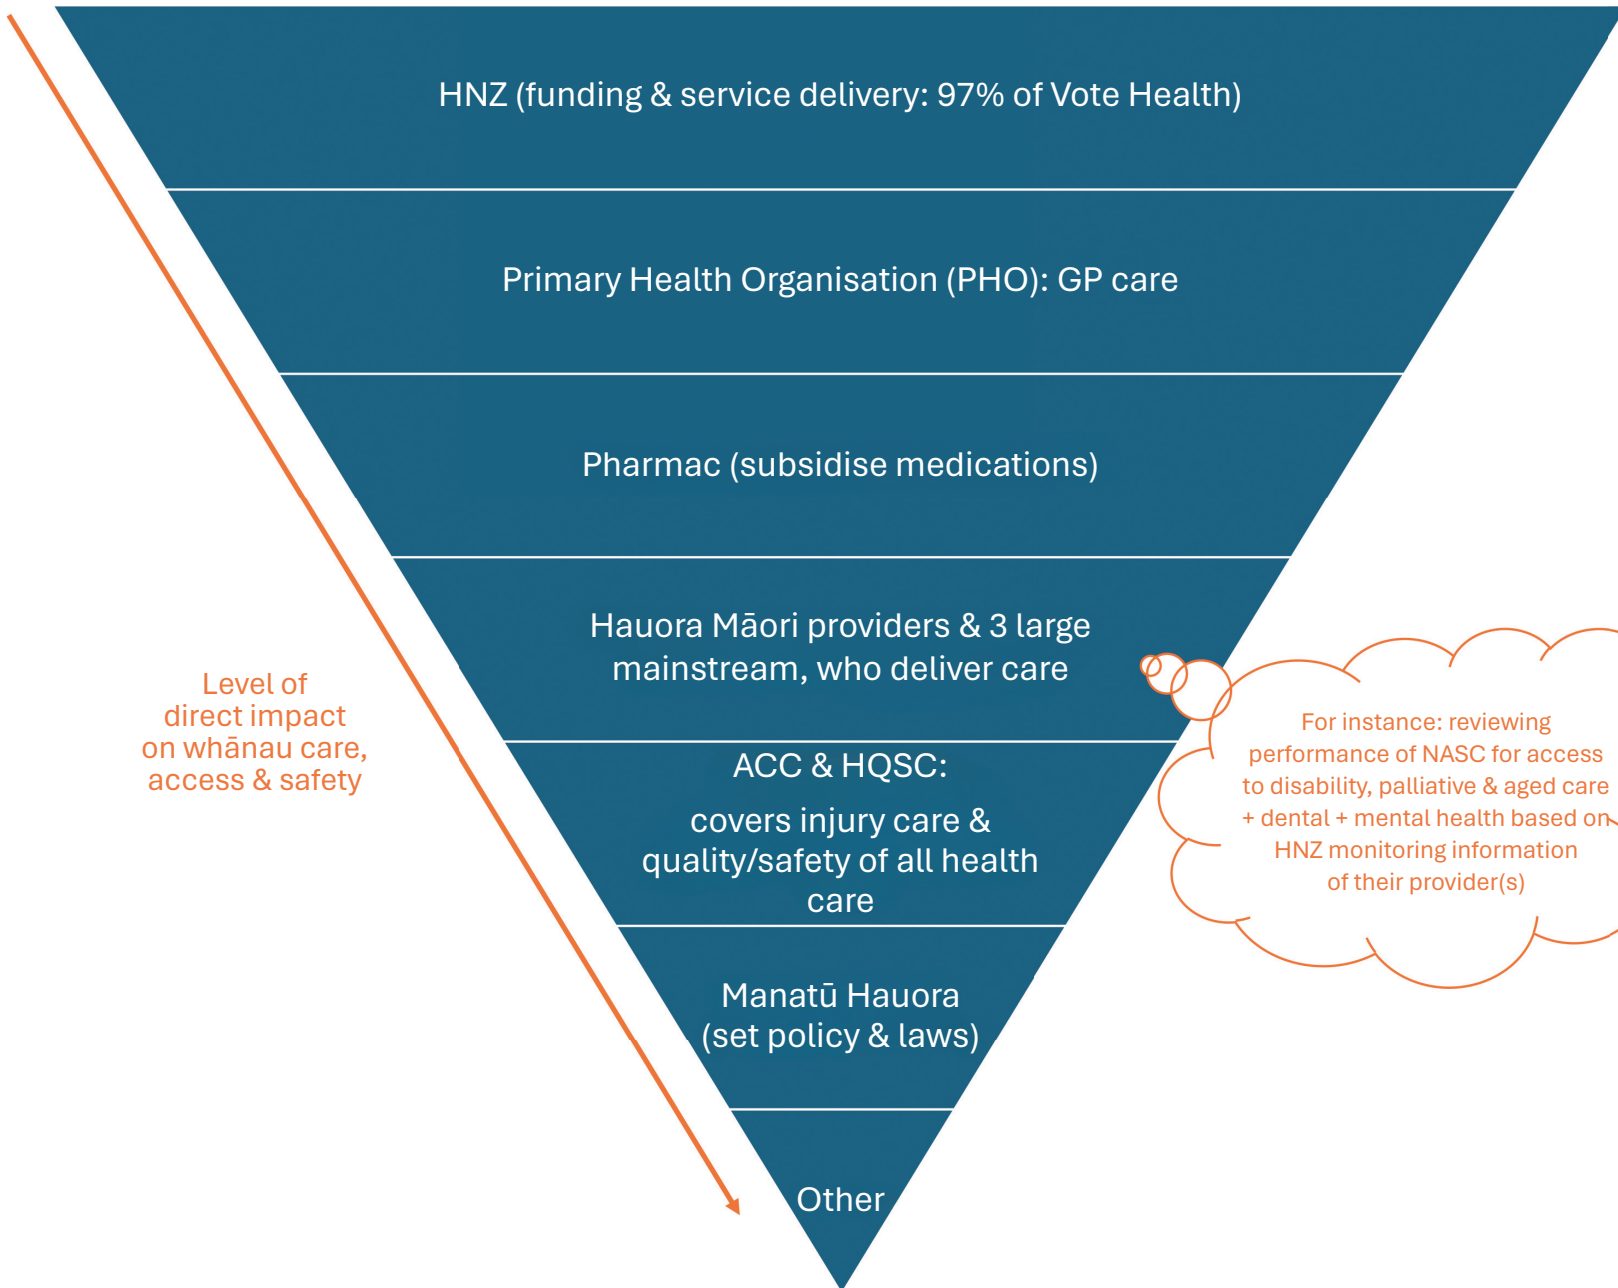 HNZ (funding & service delivery: 97% of Vote Health)
Primary Health Organisation (PHO): GP care
Pharmac (subsidise medications)
Hauora Māori providers & 3 large
mainstream, who deliver care
ACC & HQSC:
covers injury care &
quality/safety of all health
care
Manatū Hauora
(set policy & laws)
Other
Level of
direct impact
on whānau care,
access & safety
For instance: reviewing
performance of NASC for access
to disability, palliative & aged care
+ dental + mental health based on
HNZ monitoring information
of their provider(s)